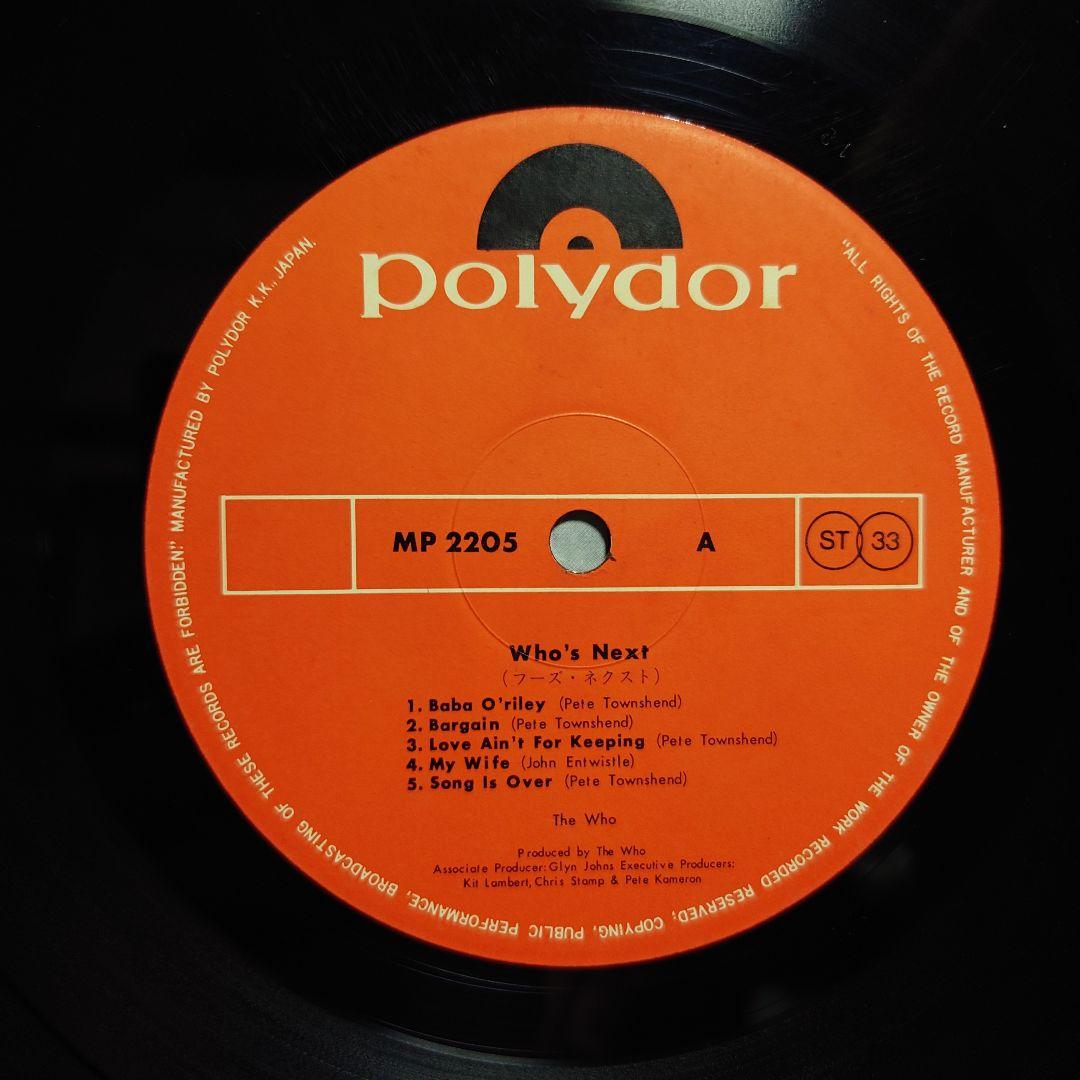 polydor
MP 2205
A
ST 33
Who's Next
(フーズ・ネクスト)
1. Baba O'riley (Pete Townshend)
2. Bargain (Pete Townshend)
3. Love Ain't For Keeping (Pete Townshend)
4. My Wife (John Entwistle)
5. Song Is Over (Pete Townshend)
The Who
Produced by The Who
Associate Producer: Glyn Johns Executive Producers:
Kit Lambert, Chris Stamp & Pete Kameron
"ALL RIGHTS OF THE RECORD MANUFACTURER AND OF THE OWNER OF THE WORK RECORDED RESERVED; COPYING, PUBLIC PERFORMANCE, BROADCASTING OF THESE RECORDS ARE FORBIDDEN!" MANUFACTURED BY POLYDOR K.K., JAPAN.